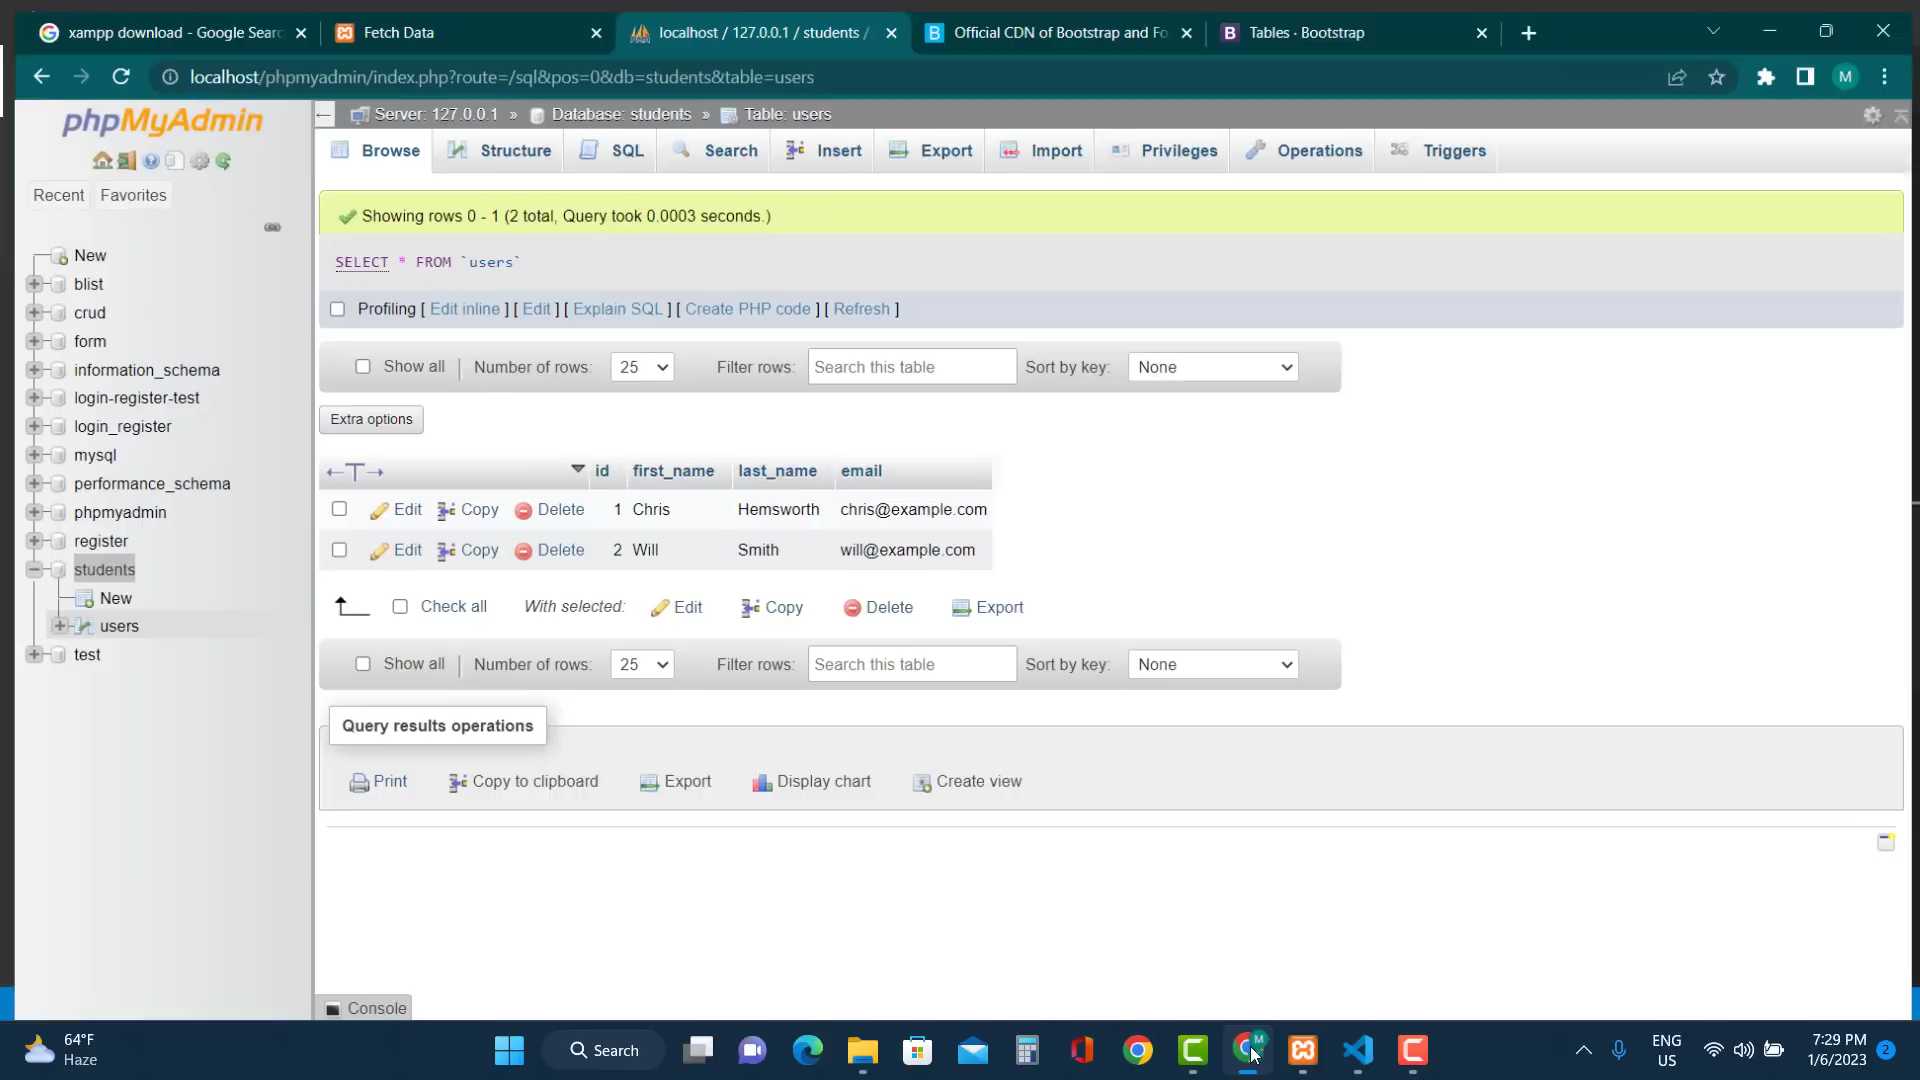 xampp download - Google Searc
Fetch Data
localhost / 127.0.0.1 / students /
Official CDN of Bootstrap and Fo
Tables · Bootstrap
localhost/phpmyadmin/index.php?route=/sql&pos=0&db=students&table=users
M
phpMyAdmin
Recent
Favorites
New
blist
crud
form
information_schema
login-register-test
login_register
mysql
performance_schema
phpmyadmin
register
students
New
users
test
Server: 127.0.0.1 » Database: students » Table: users
Browse
Structure
SQL
Search
Insert
Export
Import
Privileges
Operations
Triggers
Showing rows 0 - 1 (2 total, Query took 0.0003 seconds.)
SELECT * FROM `users`
Profiling [ Edit inline ] [ Edit ] [ Explain SQL ] [ Create PHP code ] [ Refresh ]
Show all | Number of rows: 25 Filter rows: Search this table Sort by key: None
Extra options
←T→ id first_name last_name email
Edit Copy Delete 1 Chris Hemsworth chris@example.com
Edit Copy Delete 2 Will Smith will@example.com
Check all With selected: Edit Copy Delete Export
Show all | Number of rows: 25 Filter rows: Search this table Sort by key: None
Query results operations
Print Copy to clipboard Export Display chart Create view
Console
64°F
Haze
Search
M
ENG
US
7:29 PM
1/6/2023
2